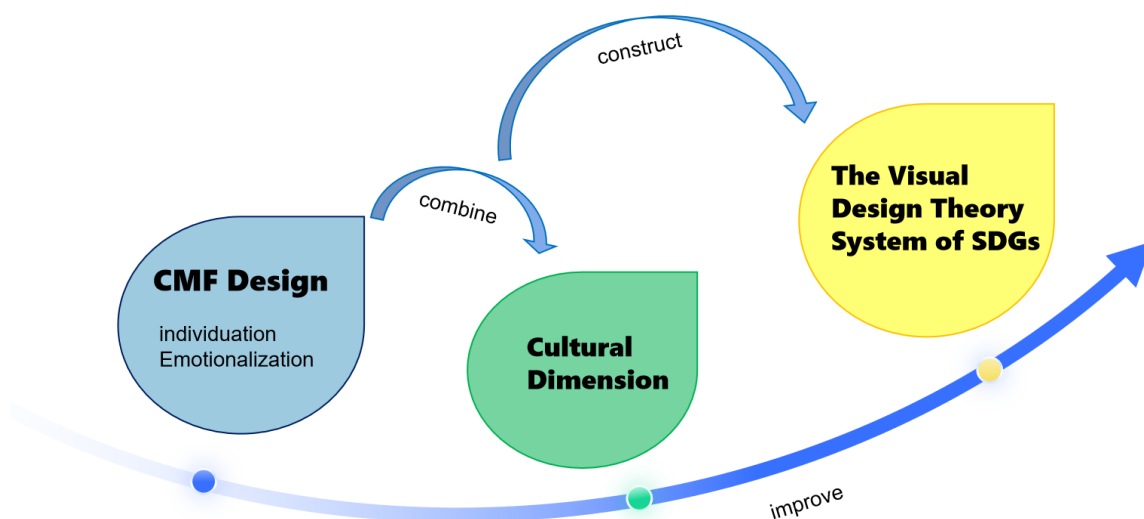 construct
combine
CMF Design
individuation
Emotionalization
Cultural
Dimension
The Visual
Design Theory
System of SDGs
improve